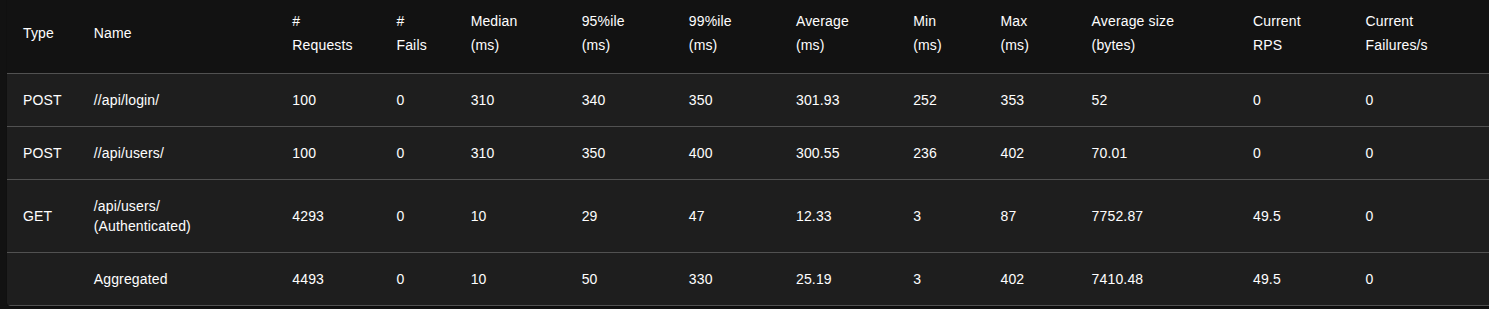 Type Name # Requests # Fails Median (ms) 95%ile (ms) 99%ile (ms) Average (ms) Min (ms) Max (ms) Average size (bytes) Current RPS Current Failures/s
POST //api/login/ 100 0 310 340 350 301.93 252 353 52 0 0
POST //api/users/ 100 0 310 350 400 300.55 236 402 70.01 0 0
GET /api/users/ (Authenticated) 4293 0 10 29 47 12.33 3 87 7752.87 49.5 0
Aggregated 4493 0 10 50 330 25.19 3 402 7410.48 49.5 0